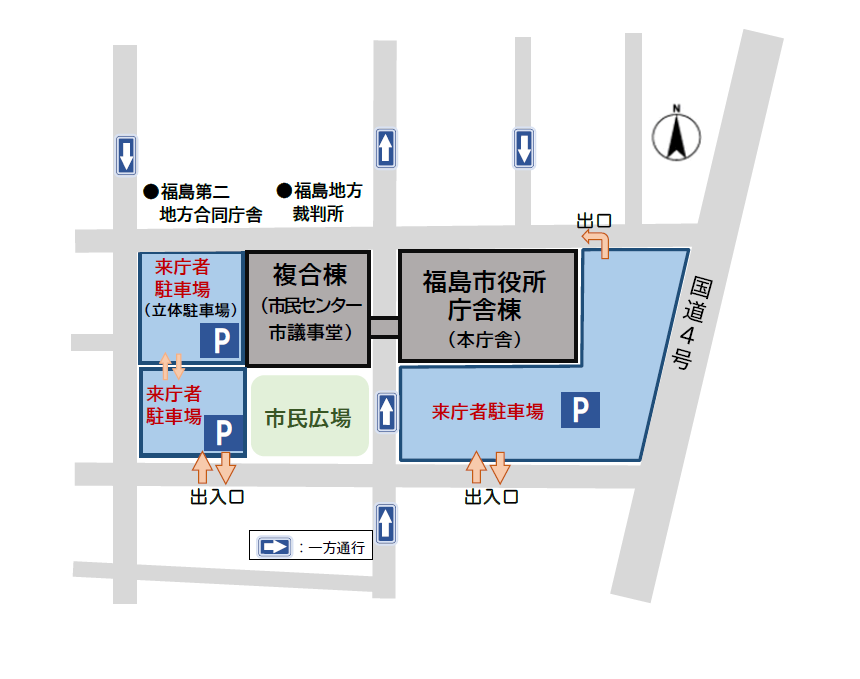 N
●福島第二
地方合同庁舎
●福島地方
裁判所
出口
来庁者
駐車場
(立体駐車場)
P
複合棟
(市民センター
市議事堂)
福島市役所
庁舎棟
(本庁舎)
国道4号
来庁者
駐車場
P
市民広場
来庁者駐車場
P
出入口
出入口
:一方通行